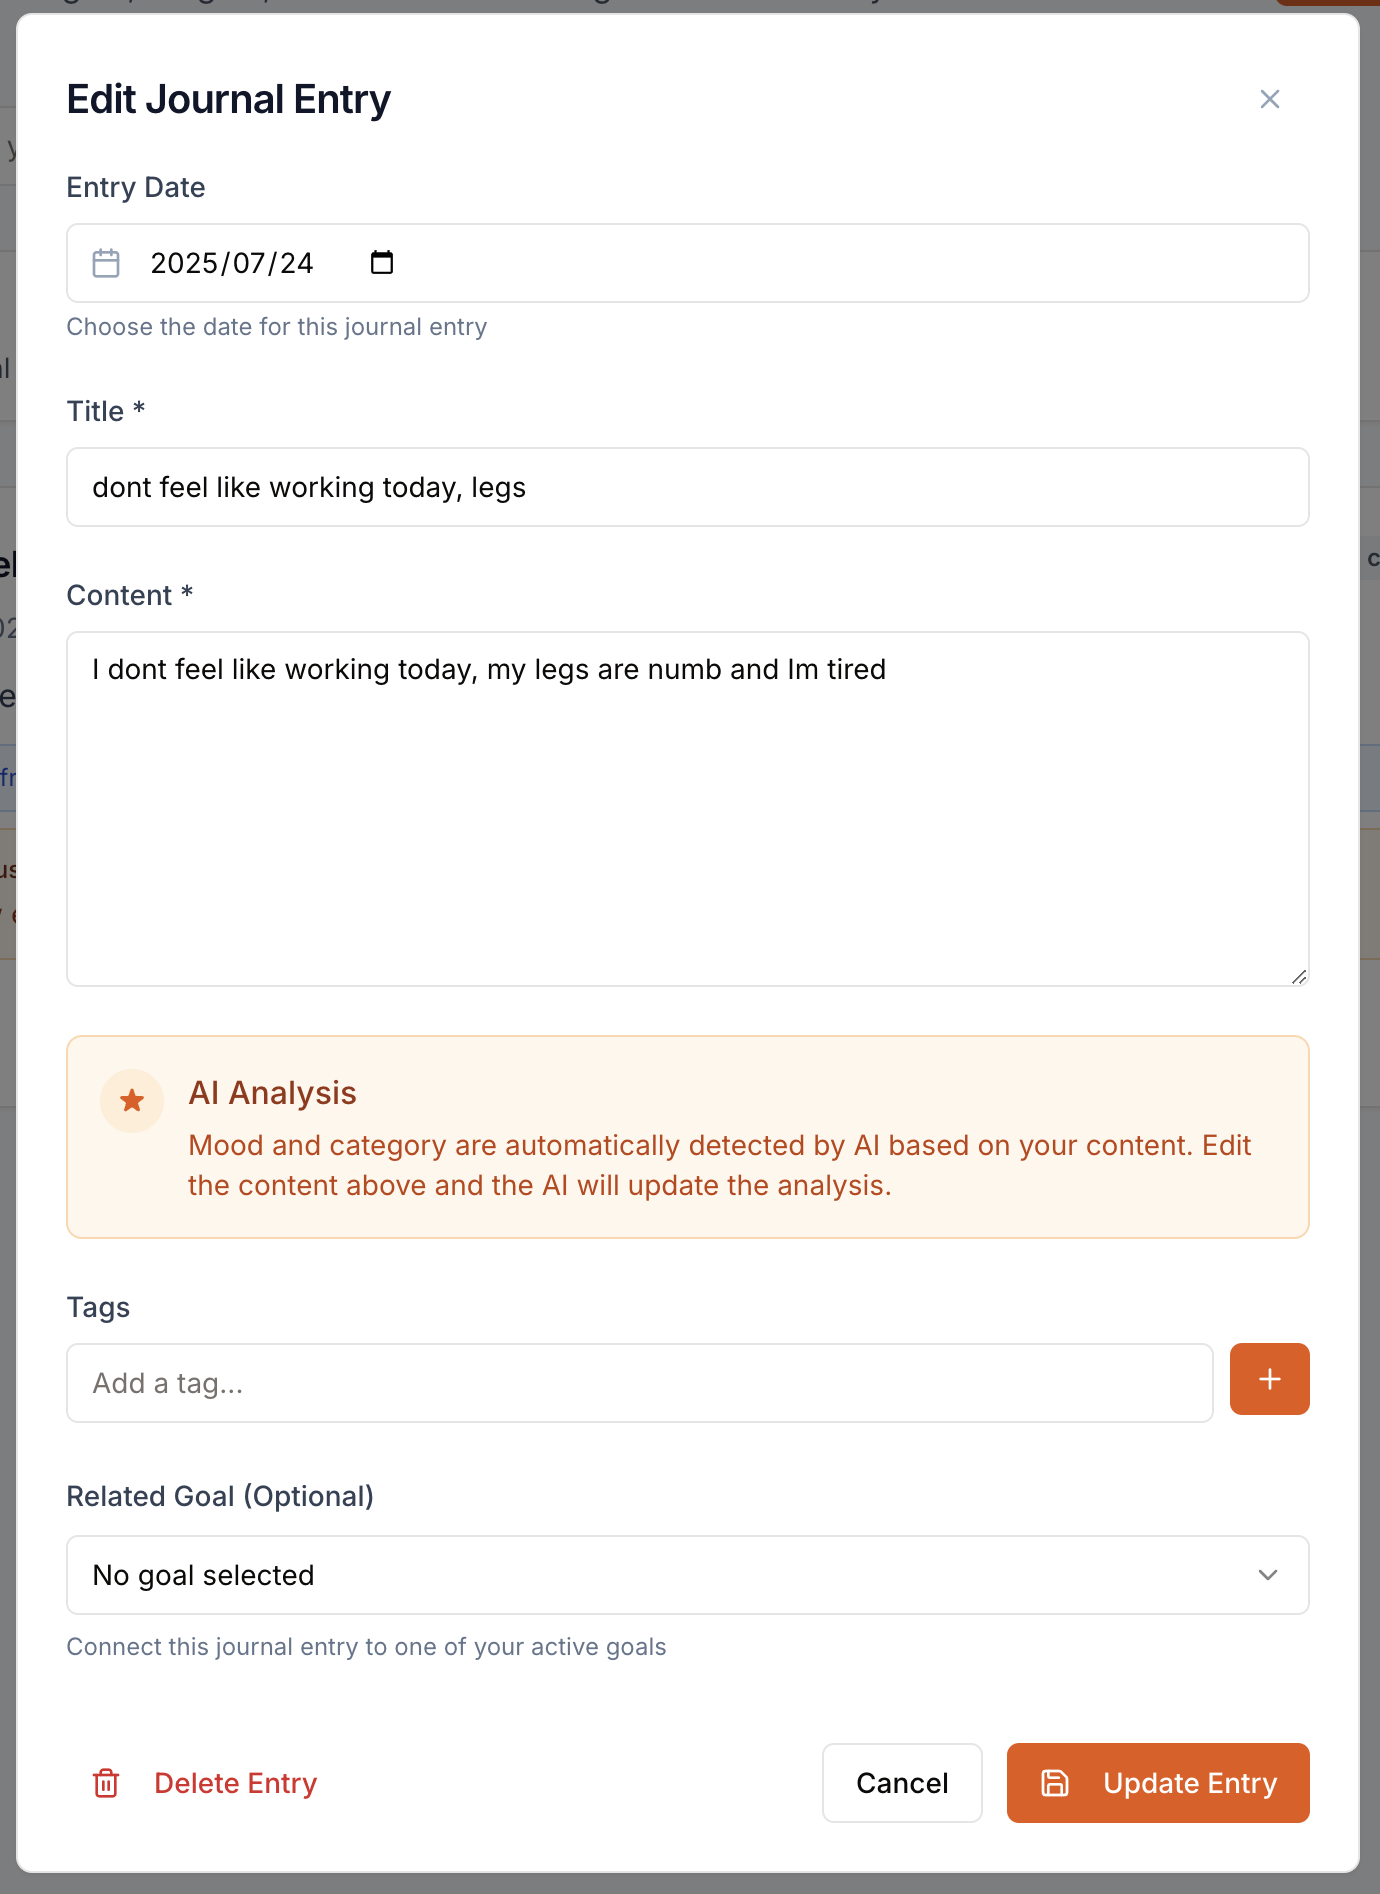 Edit Journal Entry
Entry Date
2025/07/24
Choose the date for this journal entry
Title *
dont feel like working today, legs
Content *
I dont feel like working today, my legs are numb and Im tired
AI Analysis
Mood and category are automatically detected by AI based on your content. Edit
the content above and the AI will update the analysis.
Tags
Add a tag...
Related Goal (Optional)
No goal selected
Connect this journal entry to one of your active goals
Delete Entry
Cancel
Update Entry